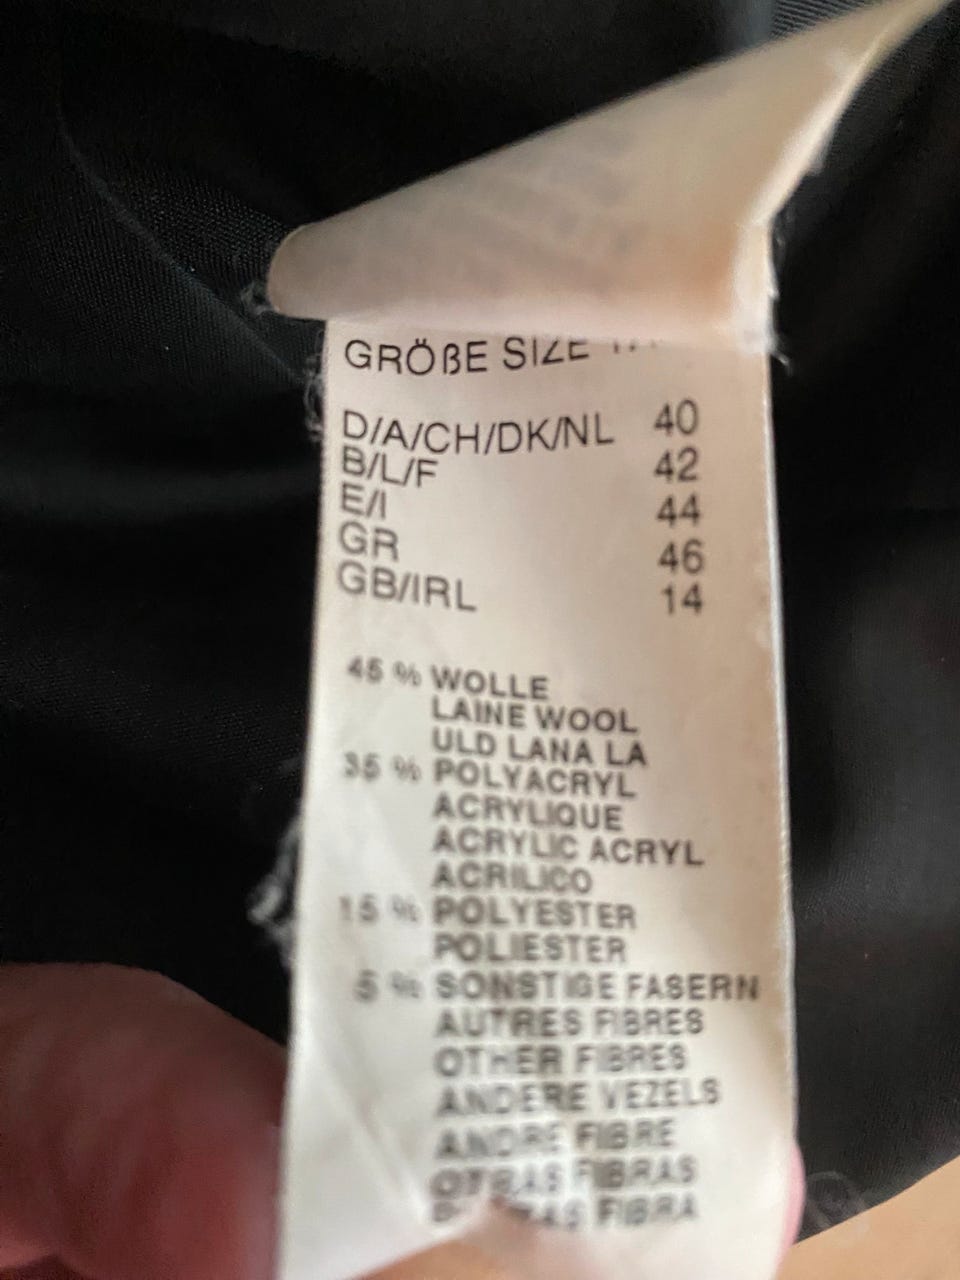 GRÖßE SIZE
D/A/CH/DK/NL 40
B/L/F 42
E/I 44
GR 46
GB/IRL 14
45 % WOLLE
LAINE WOOL
ULD LANA LA
35 % POLYACRYL
ACRYLIQUE
ACRYLIC ACRYL
ACRILICO
15 % POLYESTER
POLIESTER
5 % SONSTIGE FASERN
AUTRES FIBRES
OTHER FIBRES
ANDERE VEZELS
ANDRE FIBRE
OTRAS FIBRAS
FIBRA